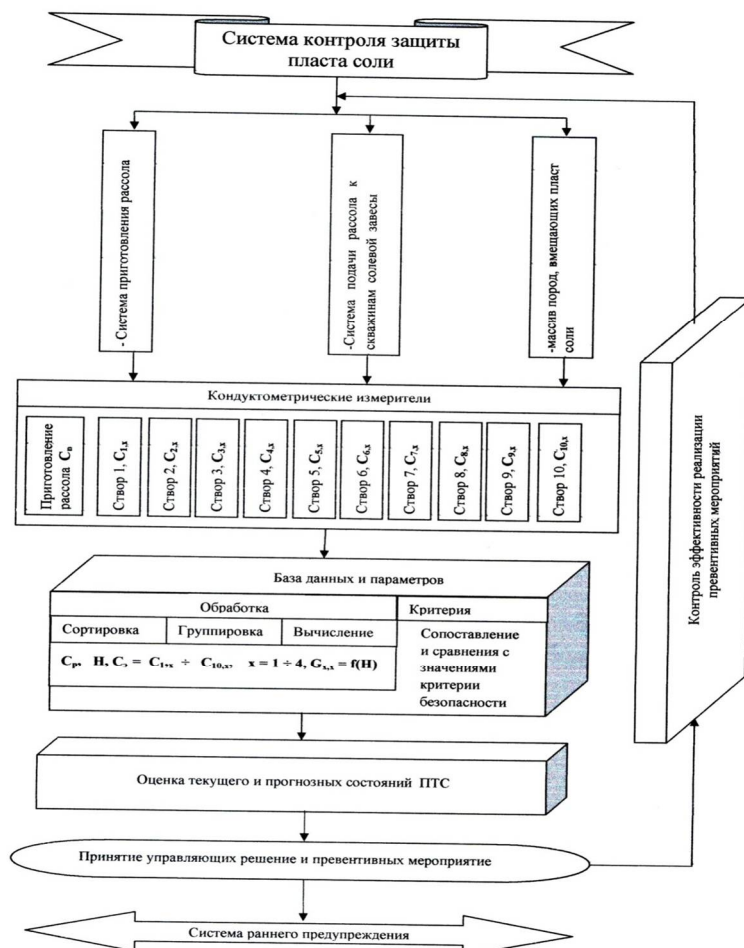 Система контроля защиты
пласта соли
- Система приготовления рассола
-Система подачи рассола к
скважинам солевой завесы
-массив пород, вмещающих пласт
соли
Кондуктометрические измерители
Приготовление
рассола Cₚ
Створ 1, C₁,ₓ
Створ 2, C₂,ₓ
Створ 3, C₃,ₓ
Створ 4, C₄,ₓ
Створ 5, C₅,ₓ
Створ 6, C₆,ₓ
Створ 7, C₇,ₓ
Створ 8, C₈,ₓ
Створ 9, C₉,ₓ
Створ 10, C₁₀,ₓ
База данных и параметров
Обработка
Критерия
Сортировка
Группировка
Вычисление
Cₚ, H, C, = C₁,ₓ ÷ C₁₀,ₓ, x = 1 ÷ 4, Gₓ,ₓ = f(H)
Сопоставление
и сравнения с
значениями
критерии
безопасности
Оценка текущего и прогнозных состояний ПТС
Принятие управляющих решение и превентивных мероприятие
Система раннего предупреждения
Контроль эффективности реализации
превентивных мероприятий